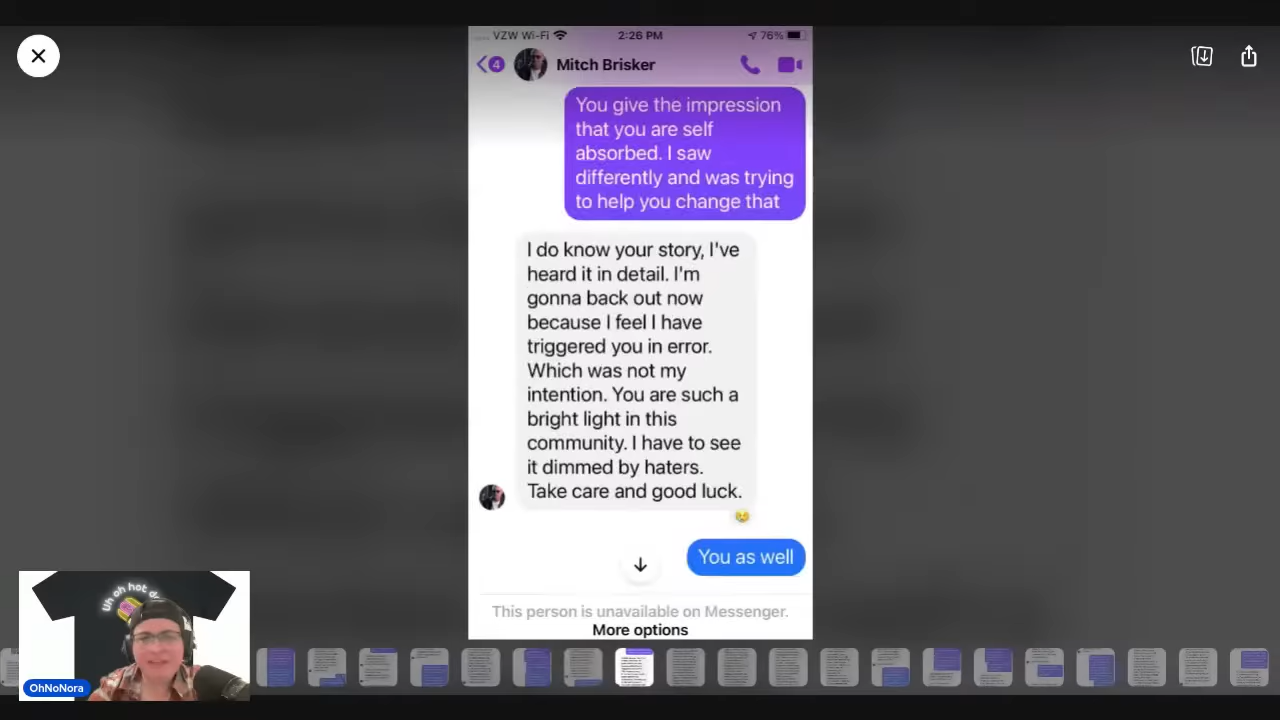 VZW Wi-Fi 2:26 PM 76%
4 Mitch Brisker
You give the impression
that you are self
absorbed. I saw
differently and was trying
to help you change that
I do know your story, I've
heard it in detail. I'm
gonna back out now
because I feel I have
triggered you in error.
Which was not my
intention. You are such a
bright light in this
community. I have to see
it dimmed by haters.
Take care and good luck.
You as well
This person is unavailable on Messenger.
More options
Uh oh hot
OhNoNora